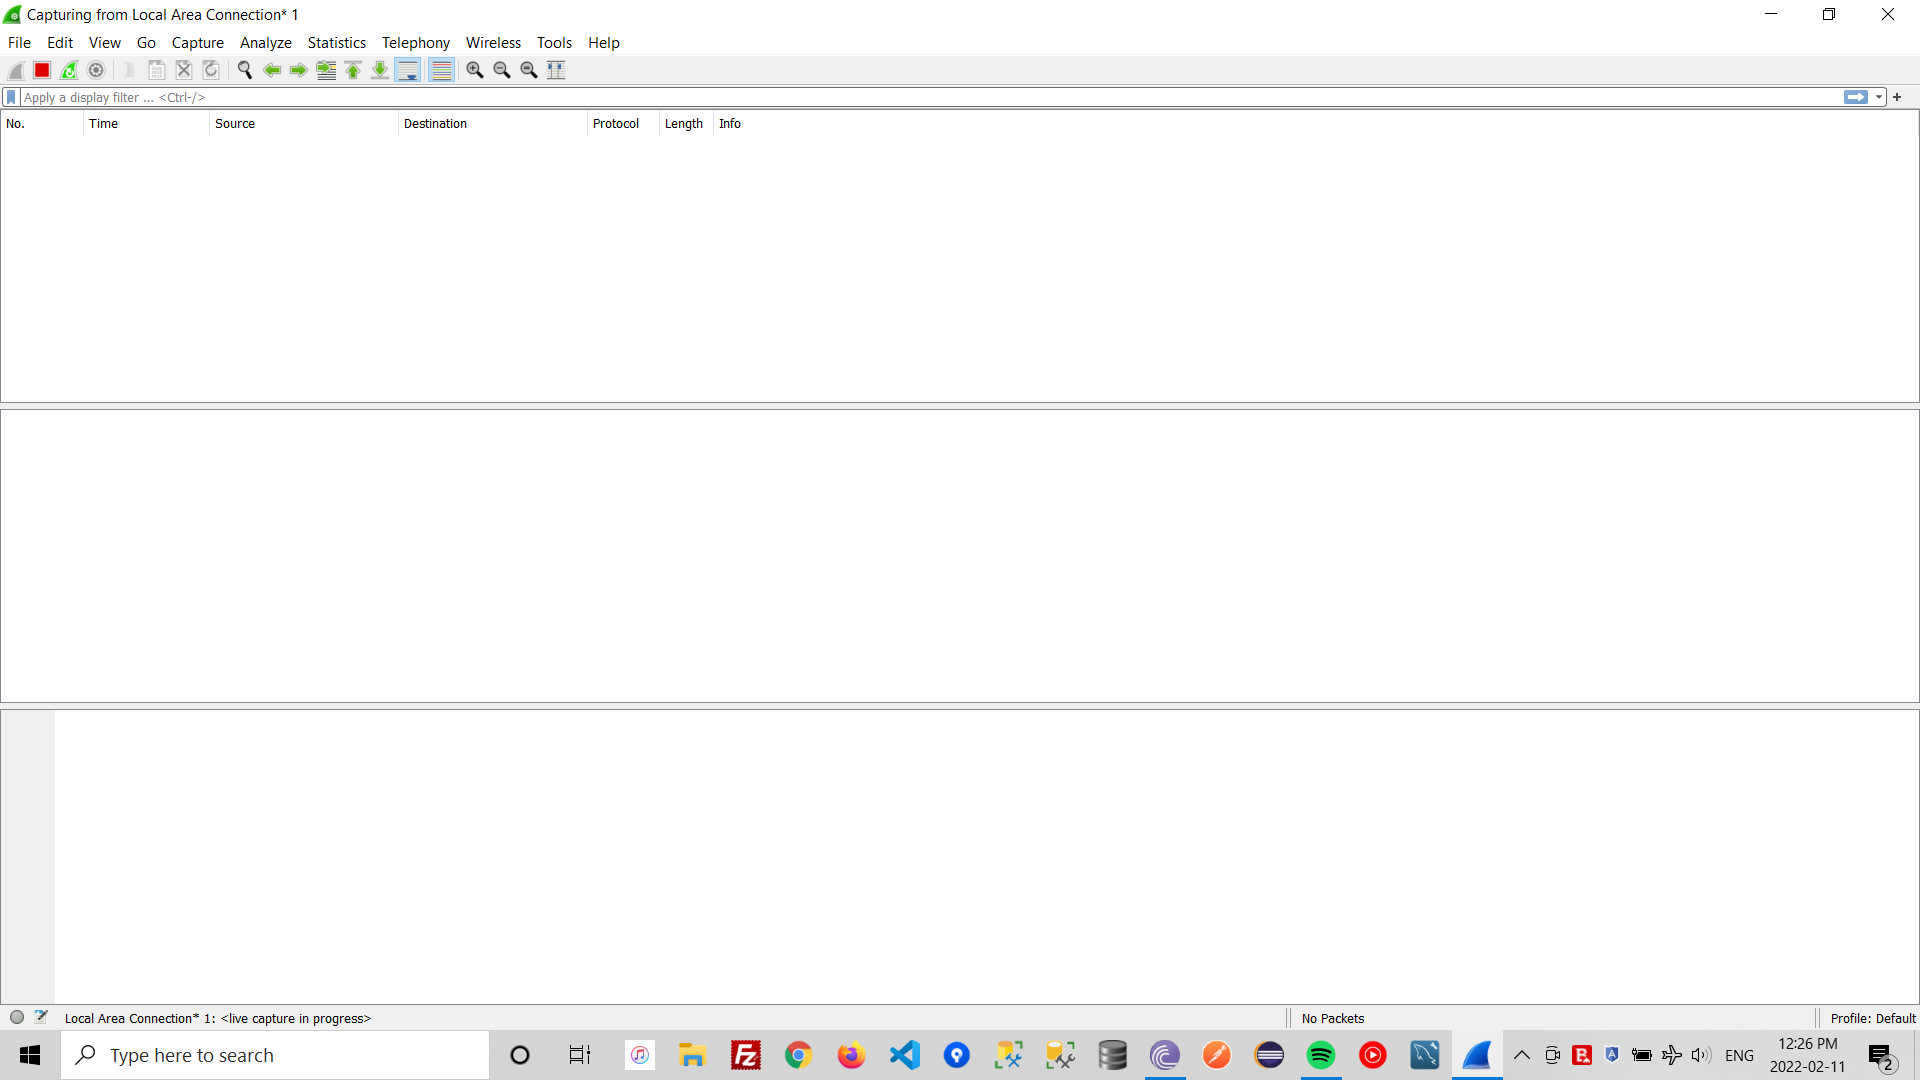 Capturing from Local Area Connection* 1
File Edit View Go Capture Analyze Statistics Telephony Wireless Tools Help
Apply a display filter ... <Ctrl-/>
No. Time Source Destination Protocol Length Info
Local Area Connection* 1: <live capture in progress> No Packets Profile: Default
Type here to search
Fz
B
A
ENG
12:26 PM
2022-02-11
2